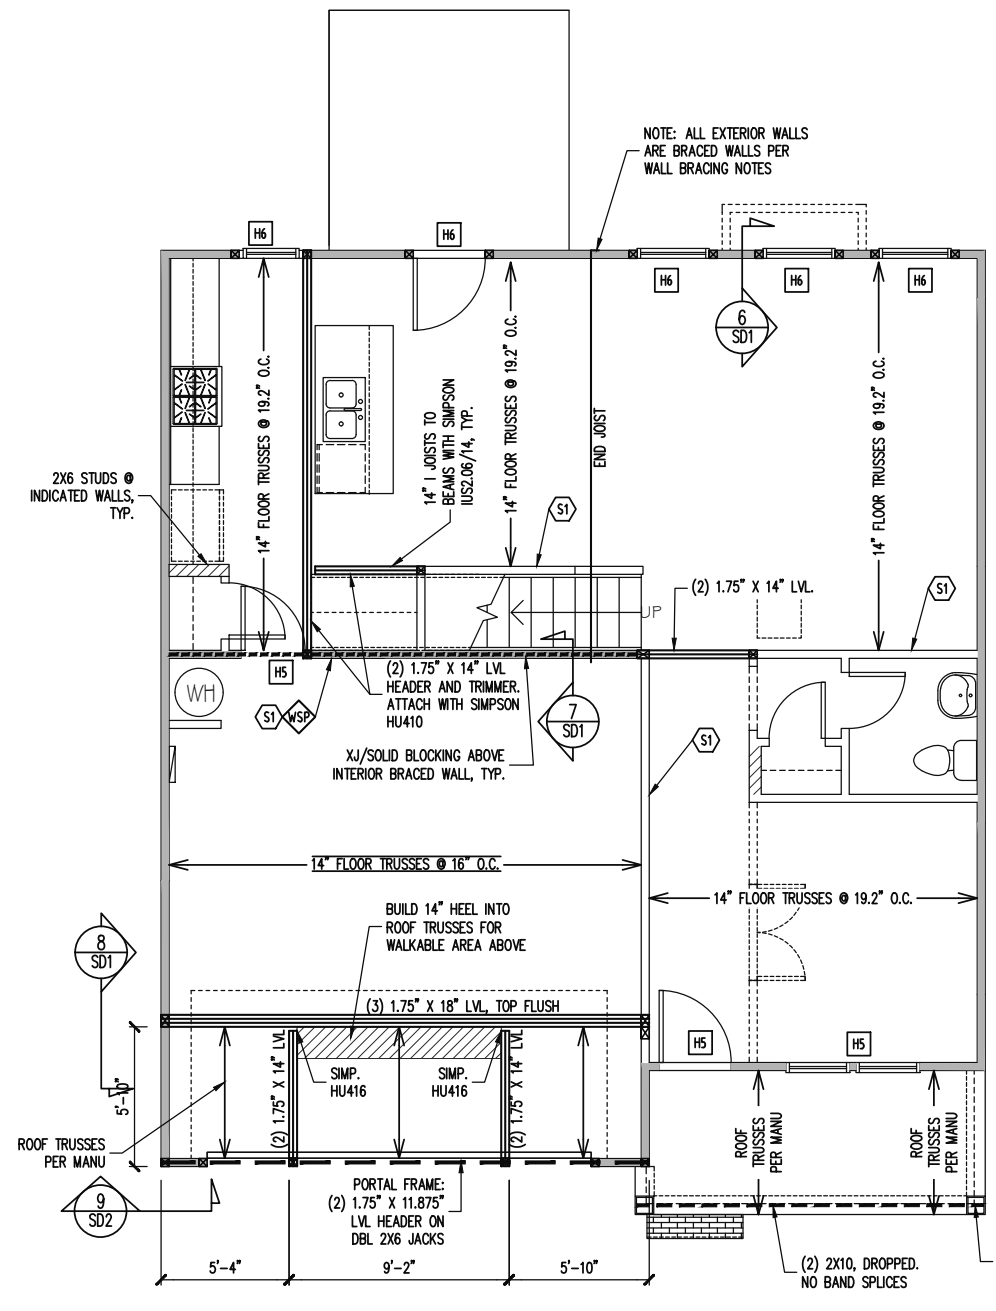 NOTE: ALL EXTERIOR WALLS
ARE BRACED WALLS PER
WALL BRACING NOTES
H6
H6
H6
H6
H6
6
SD1
14" FLOOR TRUSSES @ 19.2" O.C.
14" I JOISTS TO
BEAMS WITH SIMPSON
IUS2.06/14, TYP.
14" FLOOR TRUSSES @ 19.2" O.C.
END JOIST
14" FLOOR TRUSSES @ 19.2" O.C.
2X6 STUDS @
INDICATED WALLS,
TYP.
S1
UP
(2) 1.75" X 14" LVL.
S1
H5
WH
S1
WSP
(2) 1.75" X 14" LVL
HEADER AND TRIMMER.
ATTACH WITH SIMPSON
HU410
7
SD1
S1
XJ/SOLID BLOCKING ABOVE
INTERIOR BRACED WALL, TYP.
14" FLOOR TRUSSES @ 16" O.C.
14" FLOOR TRUSSES @ 19.2" O.C.
BUILD 14" HEEL INTO
ROOF TRUSSES FOR
WALKABLE AREA ABOVE
8
SD1
(3) 1.75" X 18" LVL, TOP FLUSH
H5
H5
(2) 1.75" X 14" LVL
SIMP.
HU416
SIMP.
HU416
(2) 1.75" X 14" LVL
5'-10"
ROOF TRUSSES
PER MANU
ROOF
TRUSSES
PER MANU
ROOF
TRUSSES
PER MANU
9
SD2
PORTAL FRAME:
(2) 1.75" X 11.875"
LVL HEADER ON
DBL 2X6 JACKS
(2) 2X10, DROPPED.
NO BAND SPLICES
5'-4"
9'-2"
5'-10"